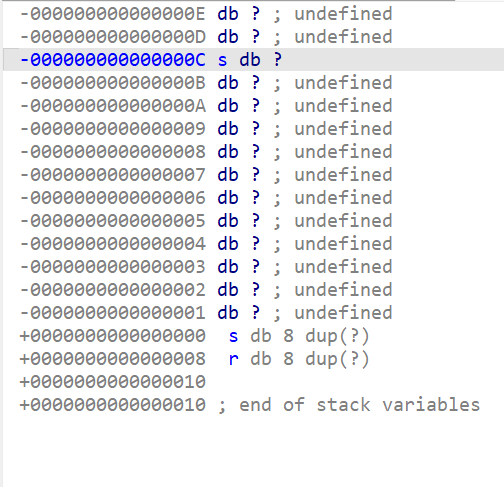 -000000000000000E db ? ; undefined
-000000000000000D db ? ; undefined
-000000000000000C s db ?
-000000000000000B db ? ; undefined
-000000000000000A db ? ; undefined
-0000000000000009 db ? ; undefined
-0000000000000008 db ? ; undefined
-0000000000000007 db ? ; undefined
-0000000000000006 db ? ; undefined
-0000000000000005 db ? ; undefined
-0000000000000004 db ? ; undefined
-0000000000000003 db ? ; undefined
-0000000000000002 db ? ; undefined
-0000000000000001 db ? ; undefined
+0000000000000000  s db 8 dup(?)
+0000000000000008  r db 8 dup(?)
+0000000000000010
+0000000000000010 ; end of stack variables